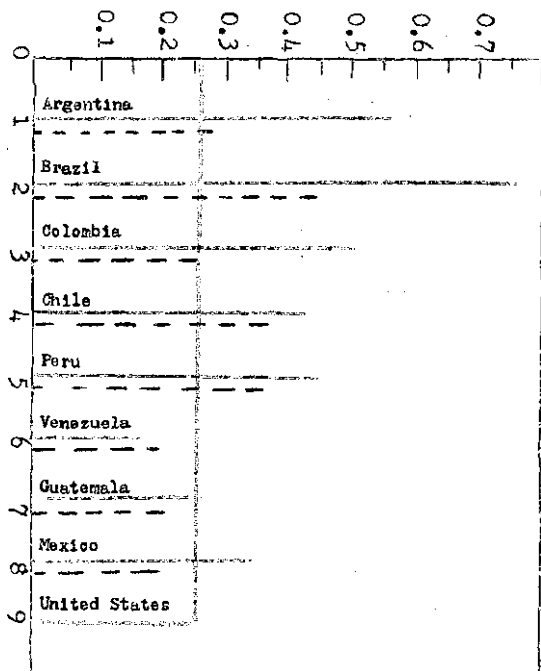 0.1 0.2 0.3 0.4 0.5 0.6 0.7
0
Argentina
1
Brazil
2
Colombia
3
Chile
4
Peru
5
Venezuela
6
Guatemala
7
Mexico
8
United States
9